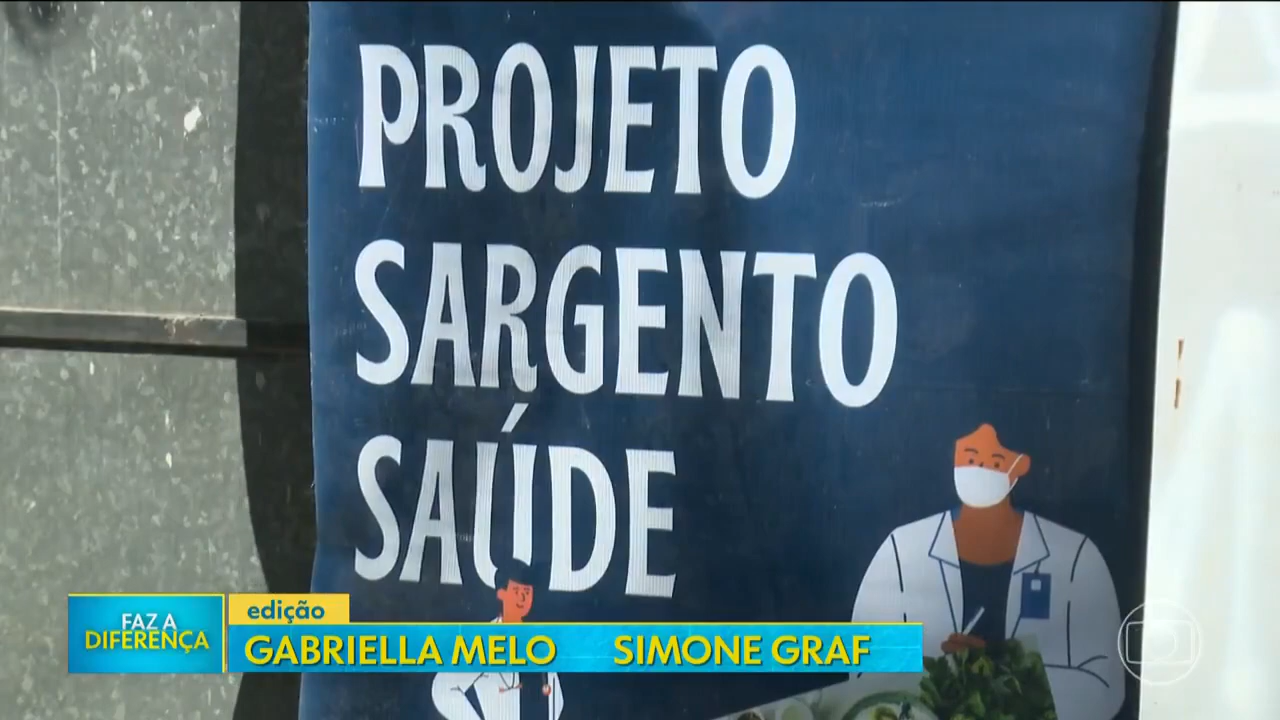 PROJETO
SARGENTO
SAÚDE
FAZ A
DIFERENÇA
edição
GABRIELLA MELO SIMONE GRAF